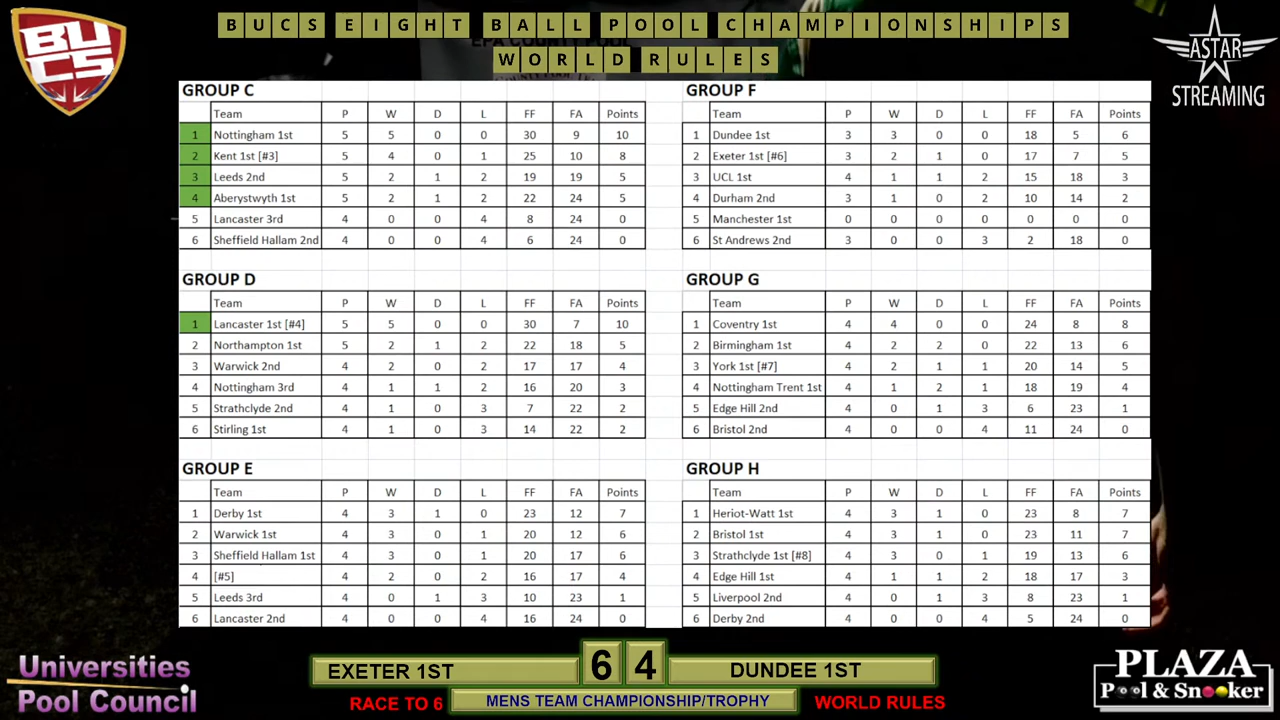 BUCS EIGHT BALL POOL CHAMPIONSHIPS
WORLD RULES
BUCS
ASTAR
STREAMING
GROUP C
Team P W D L FF FA Points
1 Nottingham 1st 5 5 0 0 30 9 10
2 Kent 1st [#3] 5 4 0 1 25 10 8
3 Leeds 2nd 5 2 1 2 19 19 5
4 Aberystwyth 1st 5 2 1 2 22 24 5
5 Lancaster 3rd 4 0 0 4 8 24 0
6 Sheffield Hallam 2nd 4 0 0 4 6 24 0
GROUP D
Team P W D L FF FA Points
1 Lancaster 1st [#4] 5 5 0 0 30 7 10
2 Northampton 1st 5 2 1 2 22 18 5
3 Warwick 2nd 4 2 0 2 17 17 4
4 Nottingham 3rd 4 1 1 2 16 20 3
5 Strathclyde 2nd 4 1 0 3 7 22 2
6 Stirling 1st 4 1 0 3 14 22 2
GROUP E
Team P W D L FF FA Points
1 Derby 1st 4 3 1 0 23 12 7
2 Warwick 1st 4 3 0 1 20 12 6
3 Sheffield Hallam 1st 4 3 0 1 20 17 6
4 [#5] 4 2 0 2 16 17 4
5 Leeds 3rd 4 0 1 3 10 23 1
6 Lancaster 2nd 4 0 0 4 16 24 0
GROUP F
Team P W D L FF FA Points
1 Dundee 1st 3 3 0 0 18 5 6
2 Exeter 1st [#6] 3 2 1 0 17 7 5
3 UCL 1st 4 1 1 2 15 18 3
4 Durham 2nd 3 1 0 2 10 14 2
5 Manchester 1st 0 0 0 0 0 0 0
6 St Andrews 2nd 3 0 0 3 2 18 0
GROUP G
Team P W D L FF FA Points
1 Coventry 1st 4 4 0 0 24 8 8
2 Birmingham 1st 4 2 2 0 22 13 6
3 York 1st [#7] 4 2 1 1 20 14 5
4 Nottingham Trent 1st 4 1 2 1 18 19 4
5 Edge Hill 2nd 4 0 1 3 6 23 1
6 Bristol 2nd 4 0 0 4 11 24 0
GROUP H
Team P W D L FF FA Points
1 Heriot-Watt 1st 4 3 1 0 23 8 7
2 Bristol 1st 4 3 1 0 23 11 7
3 Strathclyde 1st [#8] 4 3 0 1 19 13 6
4 Edge Hill 1st 4 1 1 2 18 17 3
5 Liverpool 2nd 4 0 1 3 8 23 1
6 Derby 2nd 4 0 0 4 5 24 0
Universities
Pool Council
EXETER 1ST 6 4 DUNDEE 1ST
RACE TO 6 MENS TEAM CHAMPIONSHIP/TROPHY WORLD RULES
PLAZA
Pool & Snooker